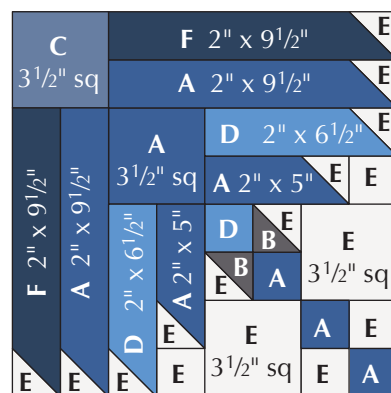 C
3 1/2" sq
F 2" x 9 1/2"
E
A 2" x 9 1/2"
E
F 2" x 9 1/2"
A 2" x 9 1/2"
A
3 1/2" sq
D 2" x 6 1/2"
E
A 2" x 5"
E
E
D 2" x 6 1/2"
A 2" x 5"
D
B
E
E
B
A
E
3 1/2" sq
E
3 1/2" sq
E
E
A
E
E
A
E
E
E